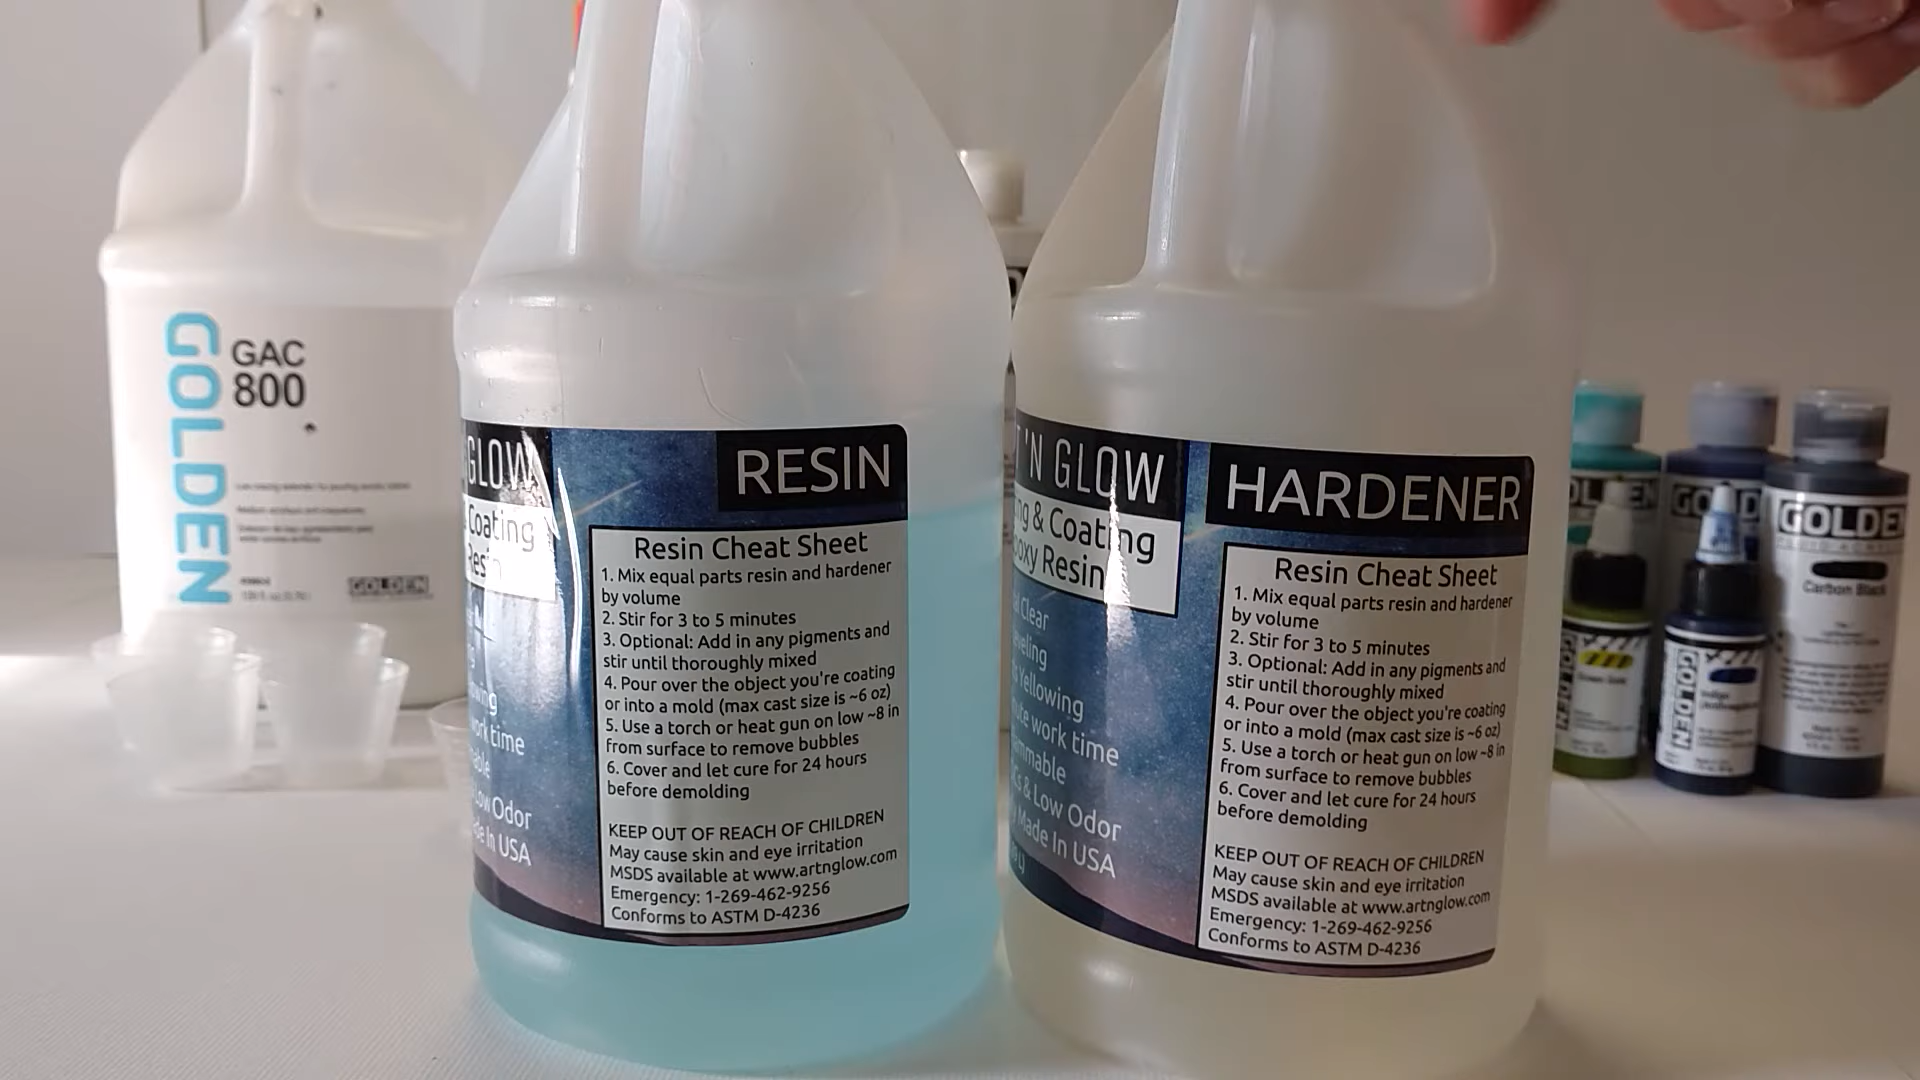 GOLDEN
GAC
800
GOLDEN
GLOW
Coating
Resin
work time
Low Odor
Made In USA
RESIN
Resin Cheat Sheet
1. Mix equal parts resin and hardener
by volume
2. Stir for 3 to 5 minutes
3. Optional: Add in any pigments and
stir until thoroughly mixed
4. Pour over the object you're coating
or into a mold (max cast size is ~6 oz)
5. Use a torch or heat gun on low ~8 in
from surface to remove bubbles
6. Cover and let cure for 24 hours
before demolding
KEEP OUT OF REACH OF CHILDREN
May cause skin and eye irritation
MSDS available at www.artnglow.com
Emergency: 1-269-462-9256
Conforms to ASTM D-4236
'N GLOW
& Coating
Resin
Clear
Yellowing
work time
& Low Odor
Made In USA
HARDENER
Resin Cheat Sheet
1. Mix equal parts resin and hardener
by volume
2. Stir for 3 to 5 minutes
3. Optional: Add in any pigments and
stir until thoroughly mixed
4. Pour over the object you're coating
or into a mold (max cast size is ~6 oz)
5. Use a torch or heat gun on low ~8 in
from surface to remove bubbles
6. Cover and let cure for 24 hours
before demolding
KEEP OUT OF REACH OF CHILDREN
May cause skin and eye irritation
MSDS available at www.artnglow.com
Emergency: 1-269-462-9256
Conforms to ASTM D-4236
GOLDEN
GOLDEN
Carbon Black